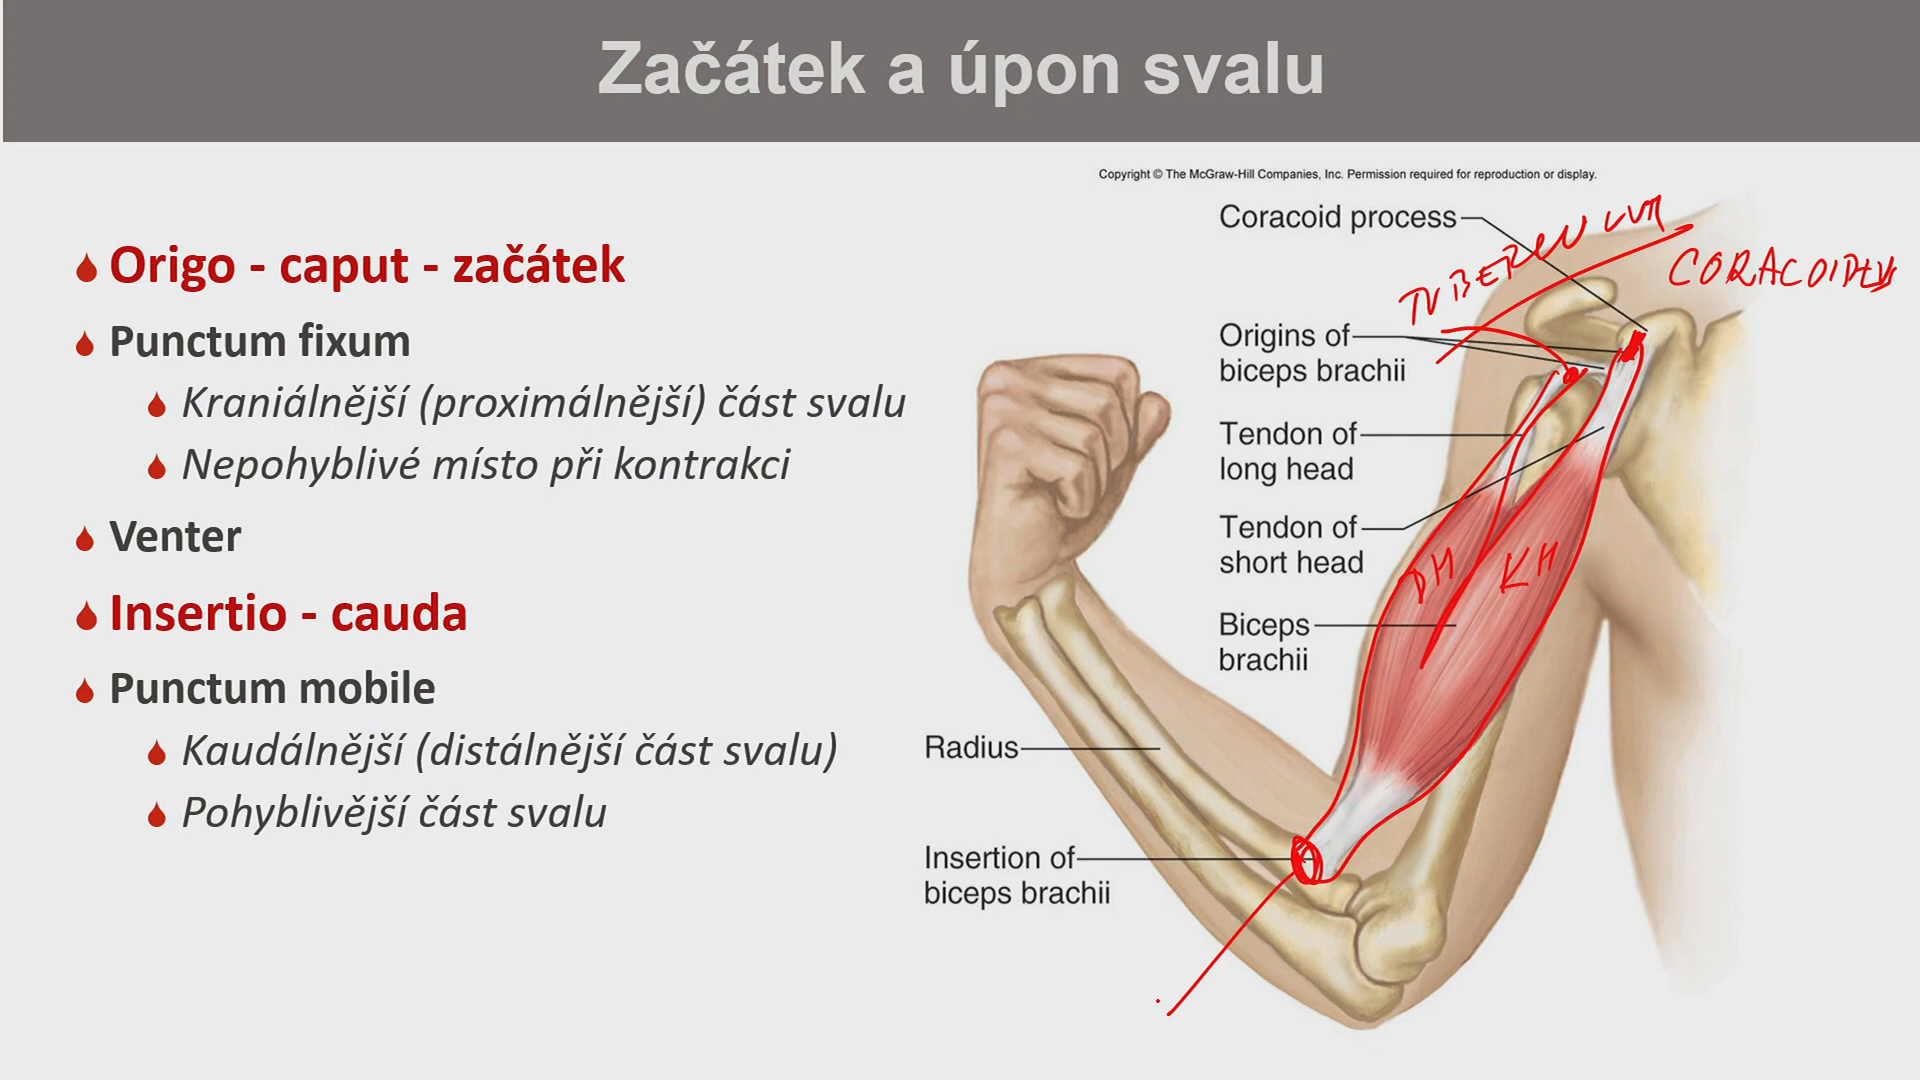 Začátek a úpon svalu
Origo - caput - začátek
Punctum fixum
Kraniálnější (proximálnější) část svalu
Nepohyblivé místo při kontrakci
Venter
Insertio - cauda
Punctum mobile
Kaudálnější (distálnější část svalu)
Pohyblivější část svalu
Copyright © The McGraw-Hill Companies, Inc. Permission required for reproduction or display.
Coracoid process
CORACOIDEUS
Origins of
biceps brachii
Tendon of
long head
Tendon of
short head
DH
KH
Biceps
brachii
Radius
Insertion of
biceps brachii